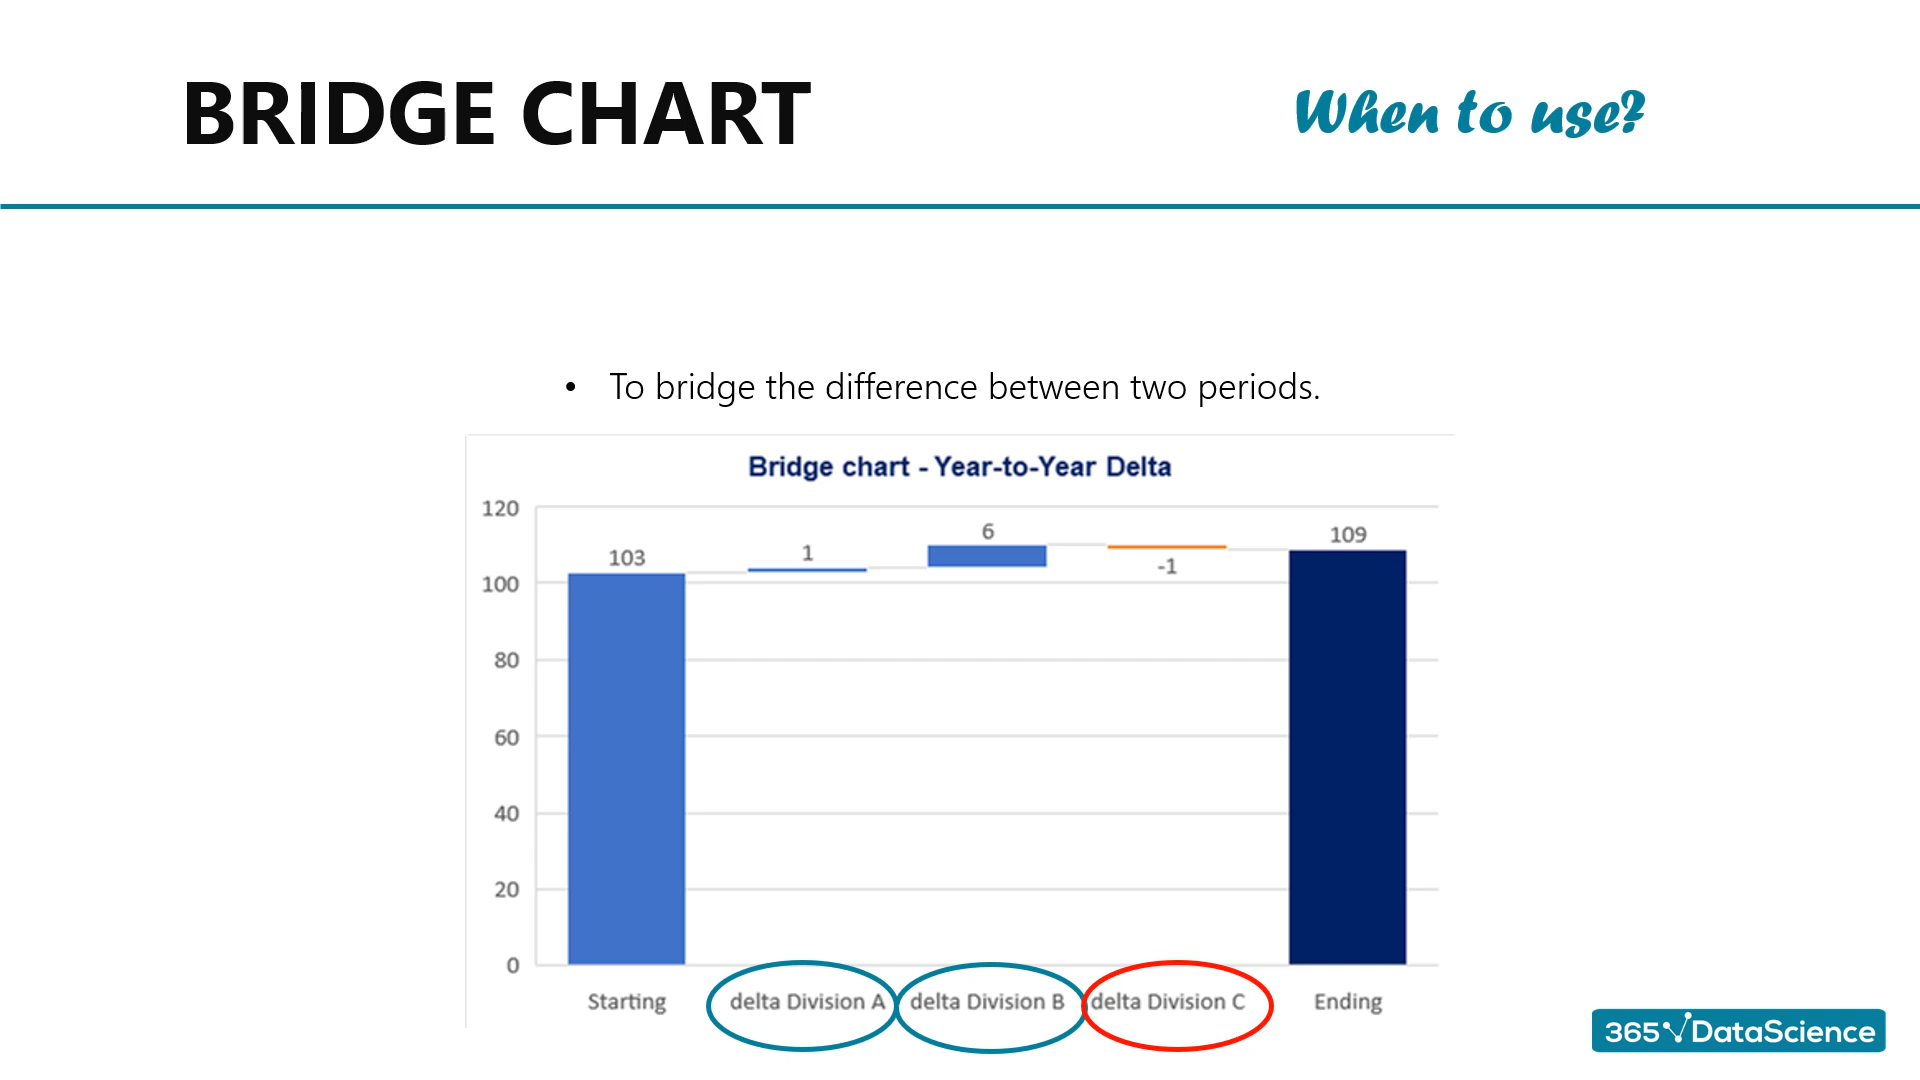 BRIDGE CHART
When to use?
• To bridge the difference between two periods.
Bridge chart - Year-to-Year Delta
120
100
80
60
40
20
0
103
1
6
-1
109
Starting
delta Division A
delta Division B
delta Division C
Ending
365 DataScience